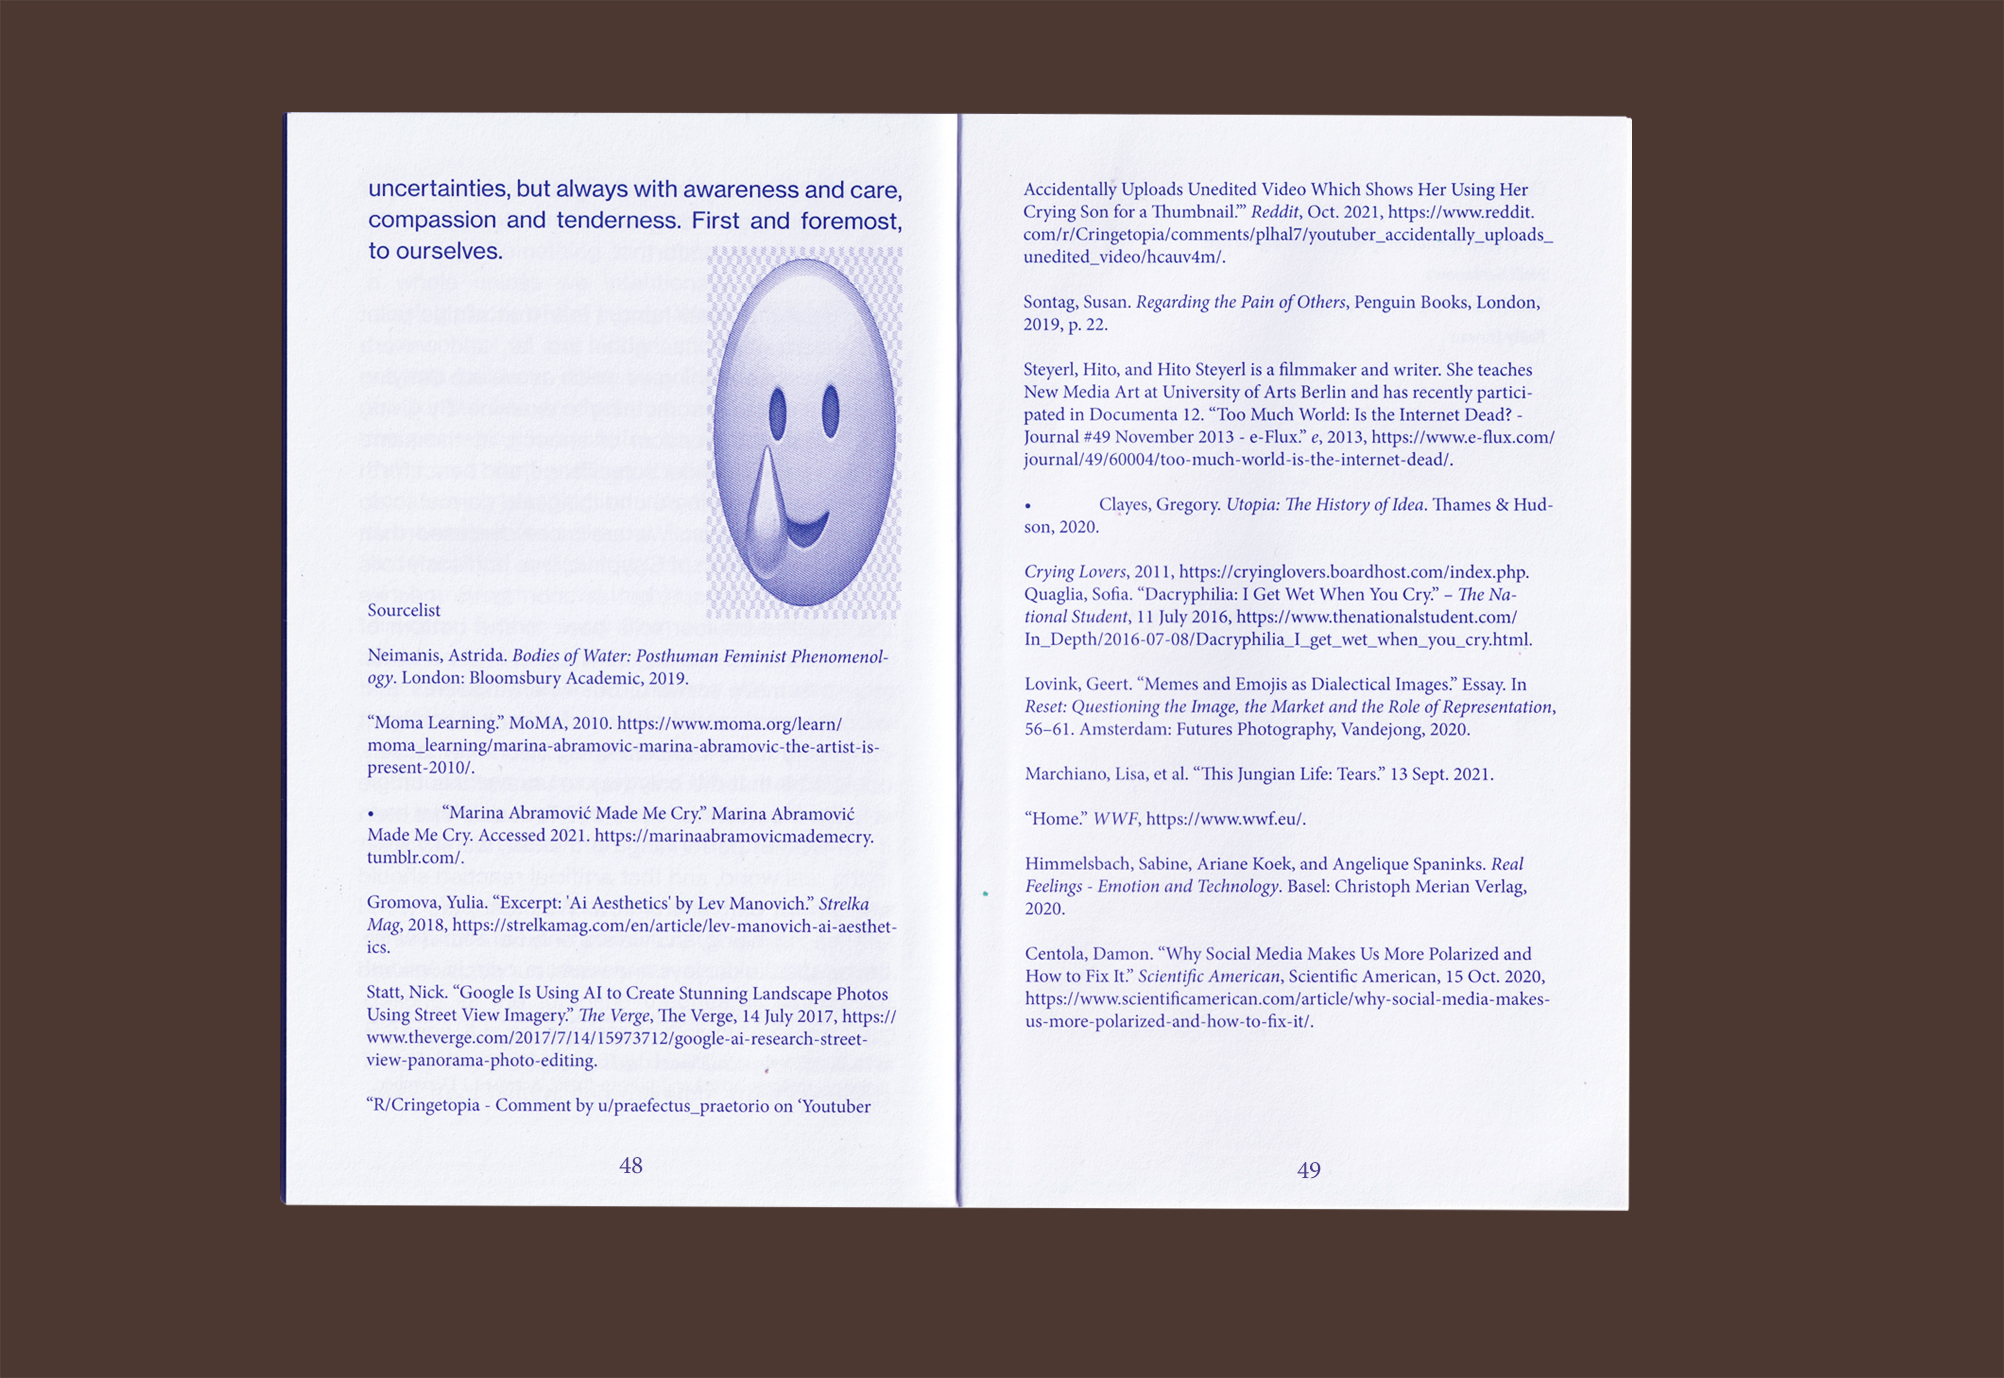 uncertainties, but always with awareness and care,
compassion and tenderness. First and foremost,
to ourselves.
Sourcelist
Neimanis, Astrida. Bodies of Water: Posthuman Feminist Phenomenol-
ogy. London: Bloomsbury Academic, 2019.
“Moma Learning.” MoMA, 2010. https://www.moma.org/learn/
moma_learning/marina-abramovic-marina-abramovic-the-artist-is-
present-2010/.
• “Marina Abramović Made Me Cry.” Marina Abramović
Made Me Cry. Accessed 2021. https://marinaabramovicmademecry.
tumblr.com/.
Gromova, Yulia. “Excerpt: 'Ai Aesthetics' by Lev Manovich.” Strelka
Mag, 2018, https://strelkamag.com/en/article/lev-manovich-ai-aesthet-
ics.
Statt, Nick. “Google Is Using AI to Create Stunning Landscape Photos
Using Street View Imagery.” The Verge, The Verge, 14 July 2017, https://
www.theverge.com/2017/7/14/15973712/google-ai-research-street-
view-panorama-photo-editing.
“R/Cringetopia - Comment by u/praefectus_praetorio on ‘Youtuber
48
Accidentally Uploads Unedited Video Which Shows Her Using Her
Crying Son for a Thumbnail.’” Reddit, Oct. 2021, https://www.reddit.
com/r/Cringetopia/comments/plhal7/youtuber_accidentally_uploads_
unedited_video/hcauv4m/.
Sontag, Susan. Regarding the Pain of Others, Penguin Books, London,
2019, p. 22.
Steyerl, Hito, and Hito Steyerl is a filmmaker and writer. She teaches
New Media Art at University of Arts Berlin and has recently partici-
pated in Documenta 12. “Too Much World: Is the Internet Dead? -
Journal #49 November 2013 - e-Flux.” e, 2013, https://www.e-flux.com/
journal/49/60004/too-much-world-is-the-internet-dead/.
• Clayes, Gregory. Utopia: The History of Idea. Thames & Hud-
son, 2020.
Crying Lovers, 2011, https://cryinglovers.boardhost.com/index.php.
Quaglia, Sofia. “Dacryphilia: I Get Wet When You Cry.” – The Na-
tional Student, 11 July 2016, https://www.thenationalstudent.com/
In_Depth/2016-07-08/Dacryphilia_I_get_wet_when_you_cry.html.
Lovink, Geert. “Memes and Emojis as Dialectical Images.” Essay. In
Reset: Questioning the Image, the Market and the Role of Representation,
56–61. Amsterdam: Futures Photography, Vandejong, 2020.
Marchiano, Lisa, et al. “This Jungian Life: Tears.” 13 Sept. 2021.
“Home.” WWF, https://www.wwf.eu/.
Himmelsbach, Sabine, Ariane Koek, and Angelique Spaninks. Real
Feelings - Emotion and Technology. Basel: Christoph Merian Verlag,
2020.
Centola, Damon. “Why Social Media Makes Us More Polarized and
How to Fix It.” Scientific American, Scientific American, 15 Oct. 2020,
https://www.scientificamerican.com/article/why-social-media-makes-
us-more-polarized-and-how-to-fix-it/.
49